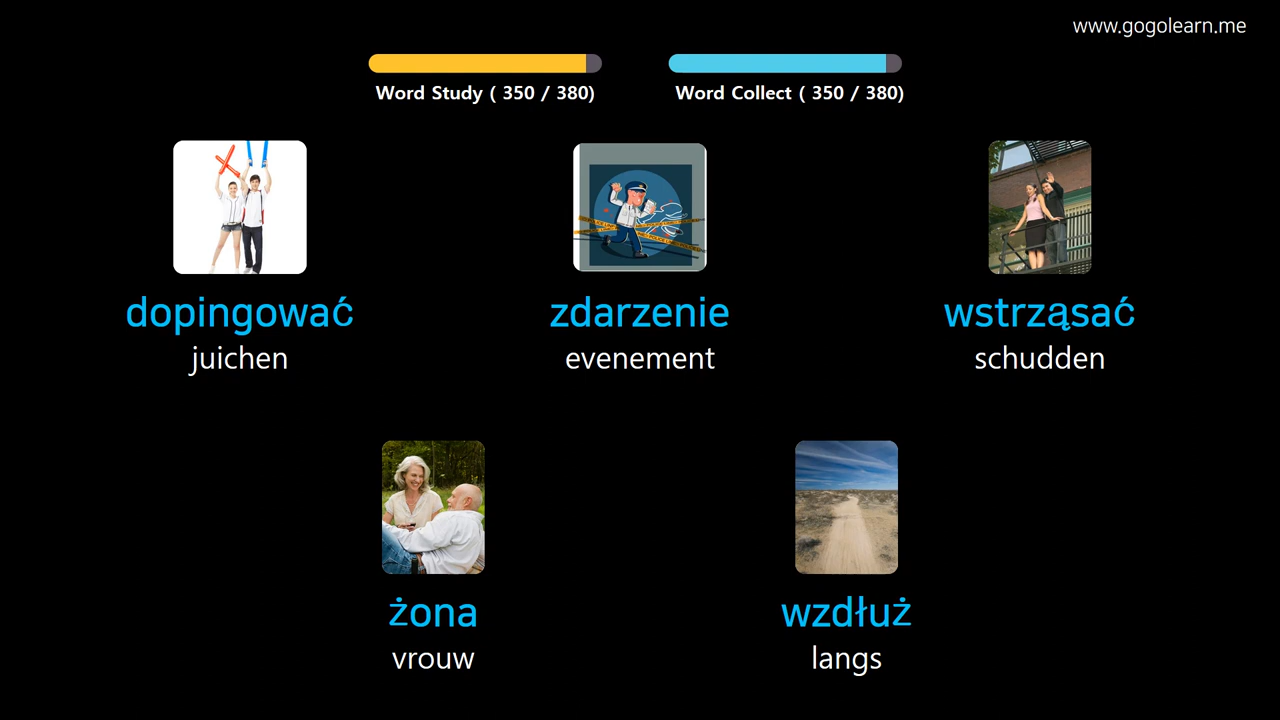 www.gogolearn.me
Word Study ( 350 / 380)
Word Collect ( 350 / 380)
dopingować
juichen
zdarzenie
evenement
wstrząsać
schudden
żona
vrouw
wzdłuż
langs